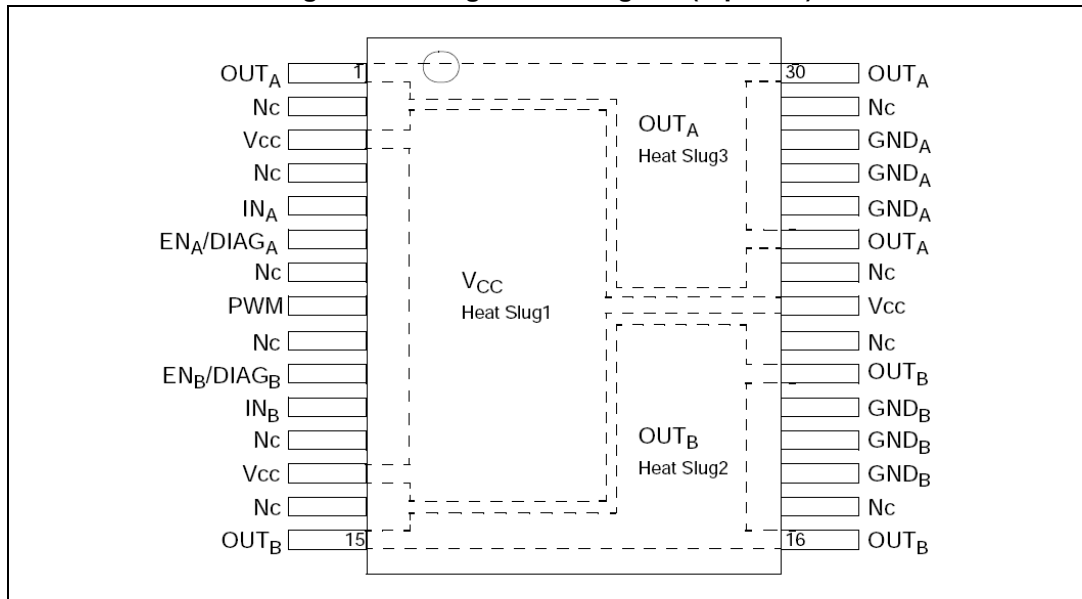 OUTA 1 30 OUTA
Nc Nc
Vcc GNDA
Nc GNDA
INA GNDA
ENA/DIAGA OUTA
Nc Nc
PWM Vcc
Nc Nc
ENB/DIAGB OUTB
INB GNDB
Nc GNDB
Vcc GNDB
Nc Nc
OUTB 15 16 OUTB
OUTA
Heat Slug3
VCC
Heat Slug1
OUTB
Heat Slug2